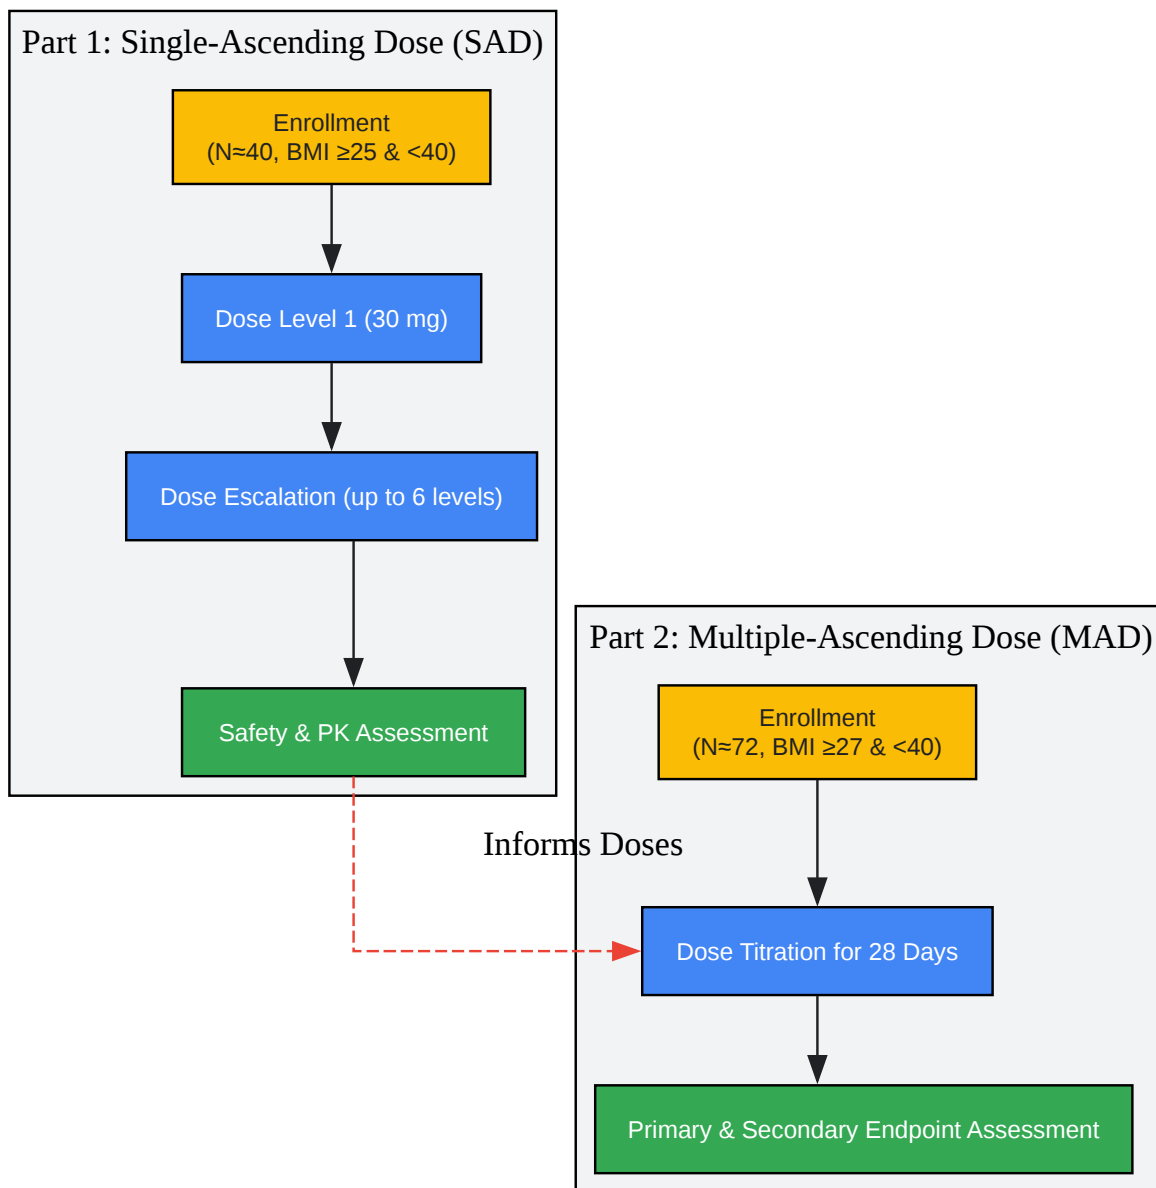 Part 1: Single-Ascending Dose (SAD)
Enrollment
(N≈40, BMI ≥25 & <40)
Dose Level 1 (30 mg)
Dose Escalation (up to 6 levels)
Safety & PK Assessment
Informs Doses
Part 2: Multiple-Ascending Dose (MAD)
Enrollment
(N≈72, BMI ≥27 & <40)
Dose Titration for 28 Days
Primary & Secondary Endpoint Assessment